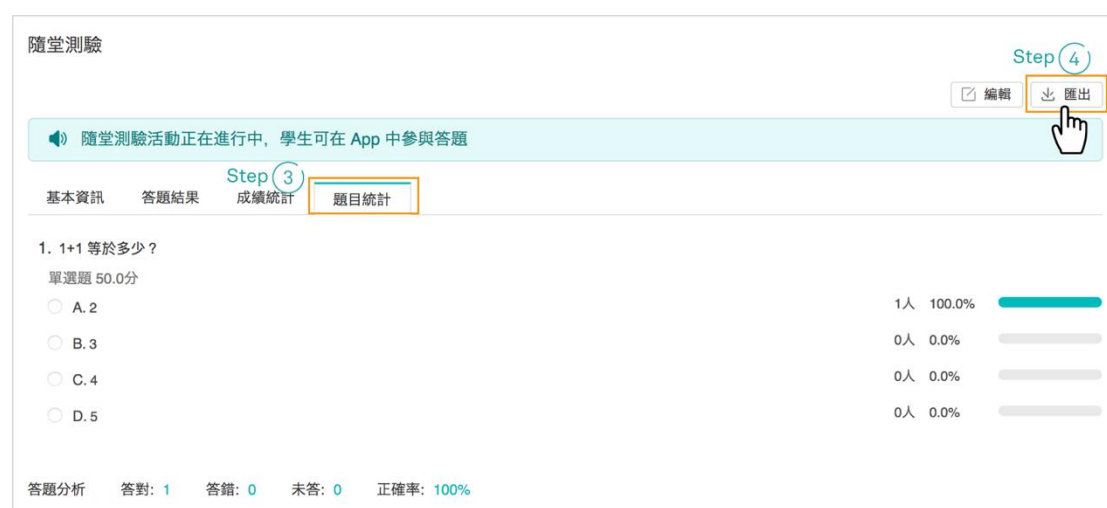 隨堂測驗
Step 4
編輯 匯出
隨堂測驗活動正在進行中，學生可在 App 中參與答題
Step 3
基本資訊 答題結果 成績統計 題目統計
1. 1+1 等於多少？
單選題 50.0分
A. 2 1人 100.0%
B. 3 0人 0.0%
C. 4 0人 0.0%
D. 5 0人 0.0%
答題分析 答對: 1 答錯: 0 未答: 0 正確率: 100%